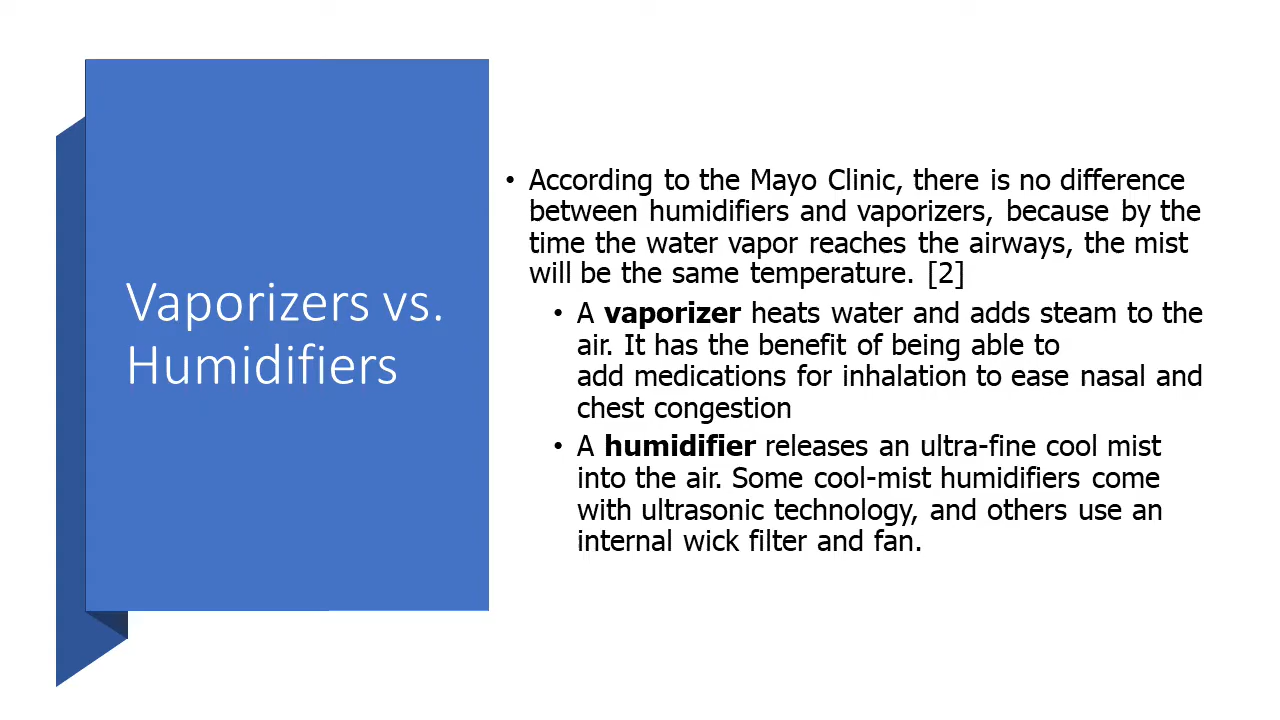 Vaporizers vs.
Humidifiers
• According to the Mayo Clinic, there is no difference
between humidifiers and vaporizers, because by the
time the water vapor reaches the airways, the mist
will be the same temperature. [2]
• A vaporizer heats water and adds steam to the
air. It has the benefit of being able to
add medications for inhalation to ease nasal and
chest congestion
• A humidifier releases an ultra-fine cool mist
into the air. Some cool-mist humidifiers come
with ultrasonic technology, and others use an
internal wick filter and fan.